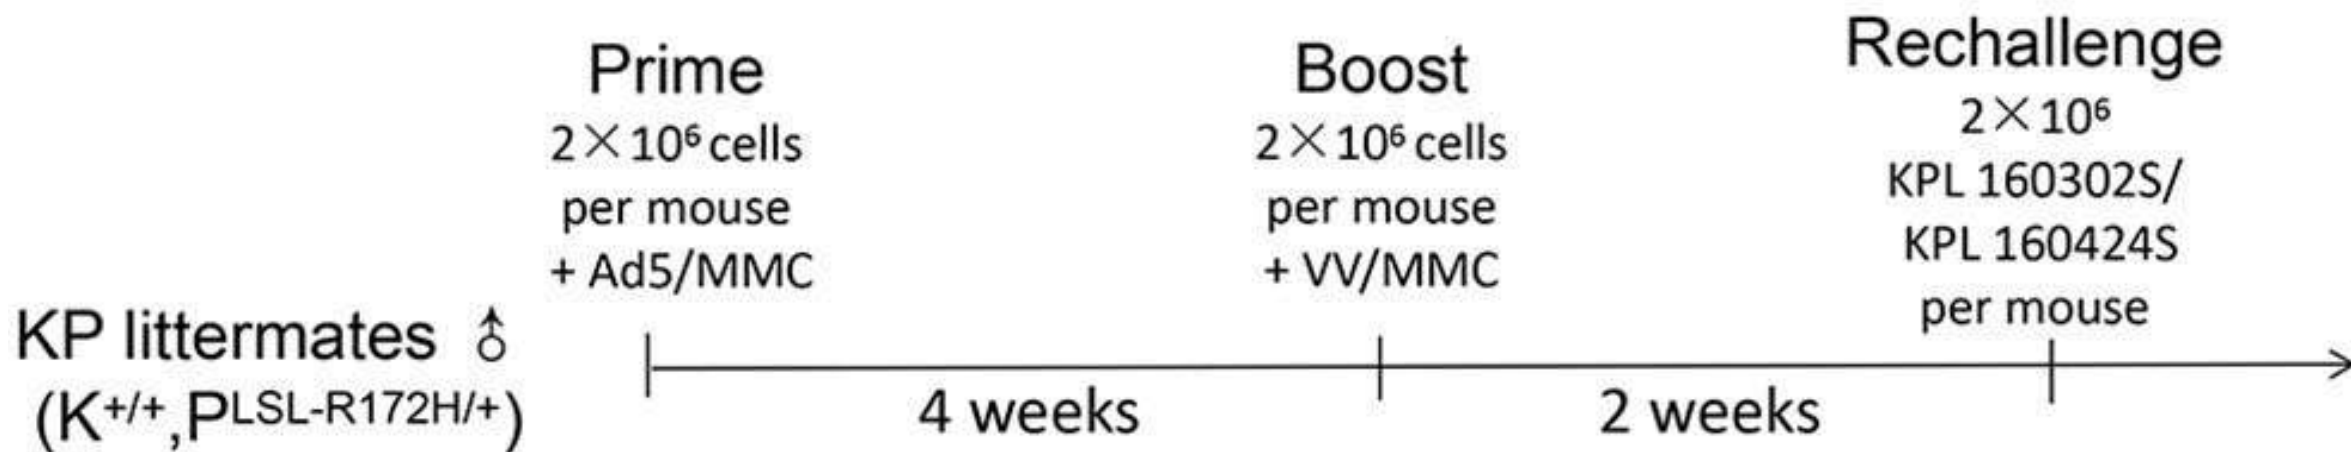 Prime
2×10⁶ cells
per mouse
+ Ad5/MMC
Boost
2×10⁶ cells
per mouse
+ VV/MMC
Rechallenge
2×10⁶
KPL 160302S/
KPL 160424S
per mouse
KP littermates ♂
(K+/+,PLSL-R172H/+)
4 weeks
2 weeks